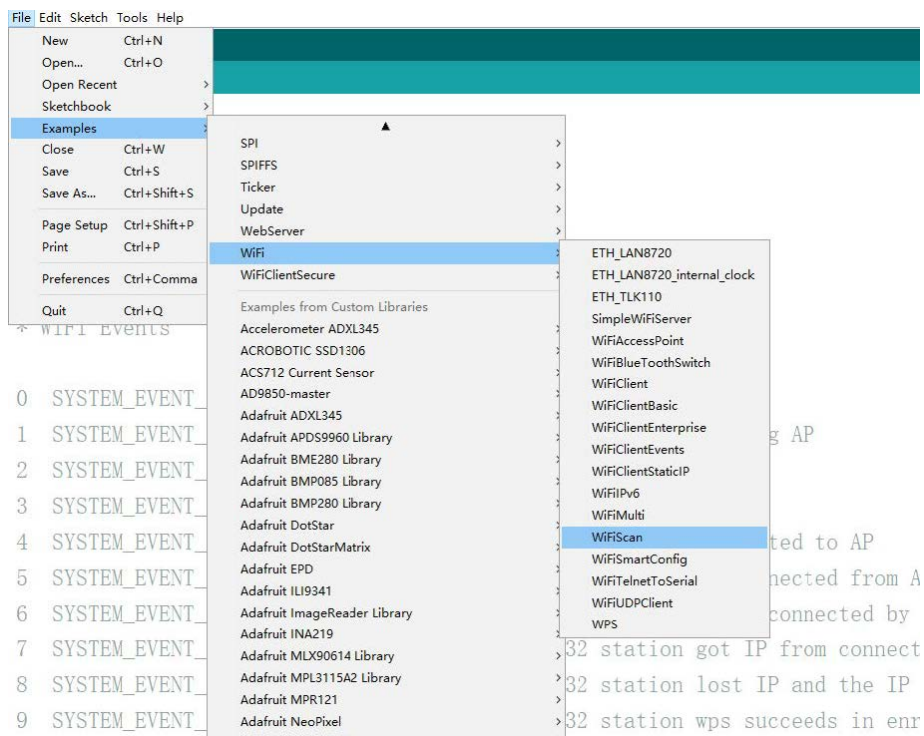 File Edit Sketch Tools Help
New Ctrl+N
Open... Ctrl+O
Open Recent
Sketchbook
Examples
Close Ctrl+W
Save Ctrl+S
Save As... Ctrl+Shift+S
Page Setup Ctrl+Shift+P
Print Ctrl+P
Preferences Ctrl+Comma
Quit Ctrl+Q
SPI
SPIFFS
Ticker
Update
WebServer
WiFi
WiFiClientSecure
Examples from Custom Libraries
Accelerometer ADXL345
ACROBOTIC SSD1306
ACS712 Current Sensor
AD9850-master
Adafruit ADXL345
Adafruit APDS9960 Library
Adafruit BME280 Library
Adafruit BMP085 Library
Adafruit BMP280 Library
Adafruit DotStar
Adafruit DotStarMatrix
Adafruit EPD
Adafruit ILI9341
Adafruit ImageReader Library
Adafruit INA219
Adafruit MLX90614 Library
Adafruit MPL3115A2 Library
Adafruit MPR121
Adafruit NeoPixel
ETH_LAN8720
ETH_LAN8720_internal_clock
ETH_TLK110
SimpleWiFiServer
WiFiAccessPoint
WiFiBlueToothSwitch
WiFiClient
WiFiClientBasic
WiFiClientEnterprise
WiFiClientEvents
WiFiClientStaticIP
WiFiIPv6
WiFiMulti
WiFiScan
WiFiSmartConfig
WiFiTelnetToSerial
WiFiUDPClient
WPS
* WiFi Events
0 SYSTEM_EVENT_
1 SYSTEM_EVENT_ g AP
2 SYSTEM_EVENT_
3 SYSTEM_EVENT_
4 SYSTEM_EVENT_ ted to AP
5 SYSTEM_EVENT_ nected from A
6 SYSTEM_EVENT_ connected by
7 SYSTEM_EVENT_ 32 station got IP from connect
8 SYSTEM_EVENT_ 32 station lost IP and the IP
9 SYSTEM_EVENT_ 32 station wps succeeds in enr